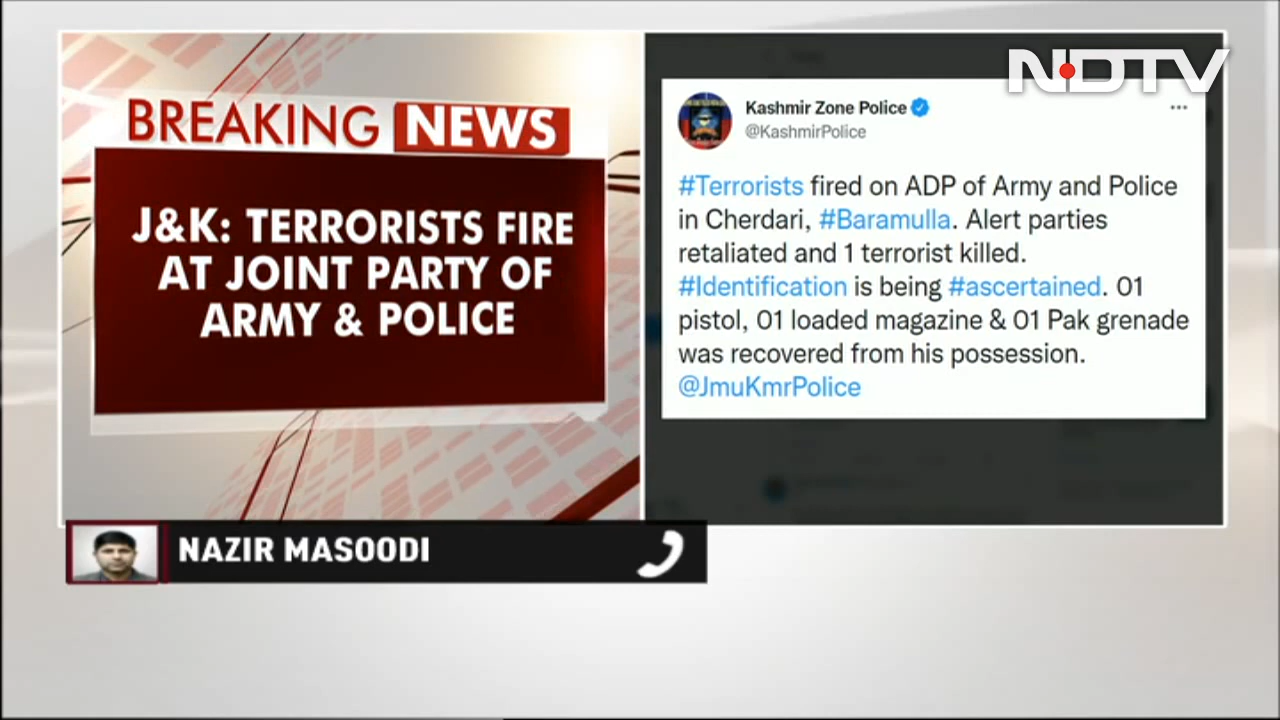 NDTV
BREAKING NEWS
J&K: TERRORISTS FIRE
AT JOINT PARTY OF
ARMY & POLICE
Kashmir Zone Police
@KashmirPolice
#Terrorists fired on ADP of Army and Police
in Cherdari, #Baramulla. Alert parties
retaliated and 1 terrorist killed.
#Identification is being #ascertained. 01
pistol, 01 loaded magazine & 01 Pak grenade
was recovered from his possession.
@JmuKmrPolice
NAZIR MASOODI